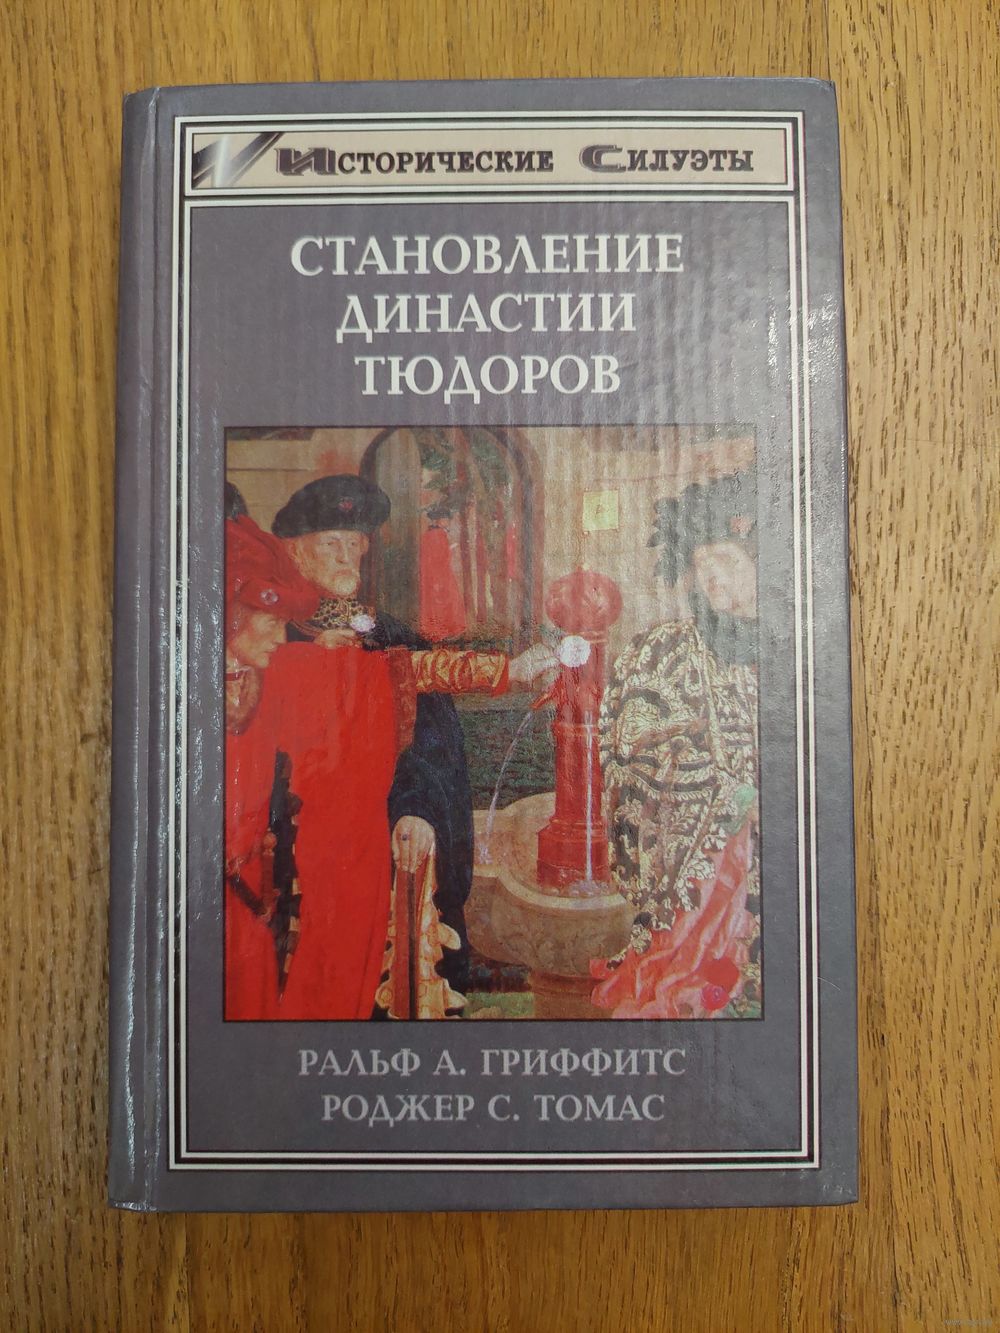 Исторические Силуэты
СТАНОВЛЕНИЕ
ДИНАСТИИ
ТЮДОРОВ
РАЛЬФ А. ГРИФФИТС
РОДЖЕР С. ТОМАС